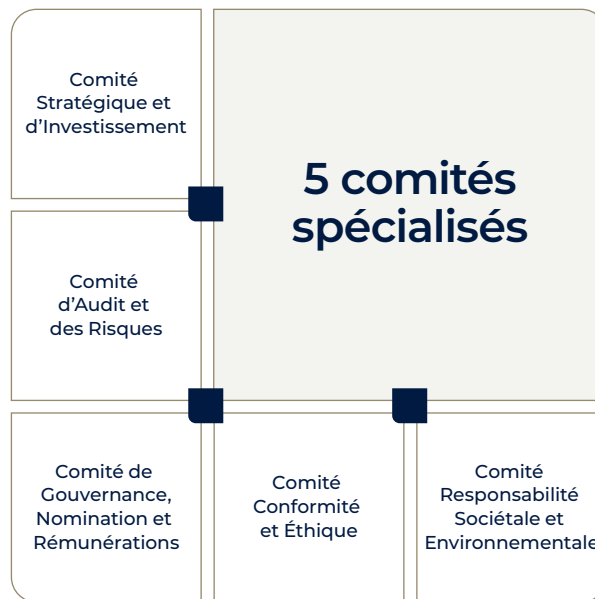 Comité
Stratégique et
d'Investissement
5 comités
spécialisés
Comité
d'Audit et
des Risques
Comité de
Gouvernance,
Nomination et
Rémunérations
Comité
Conformité
et Éthique
Comité
Responsabilité
Sociétale et
Environnementale